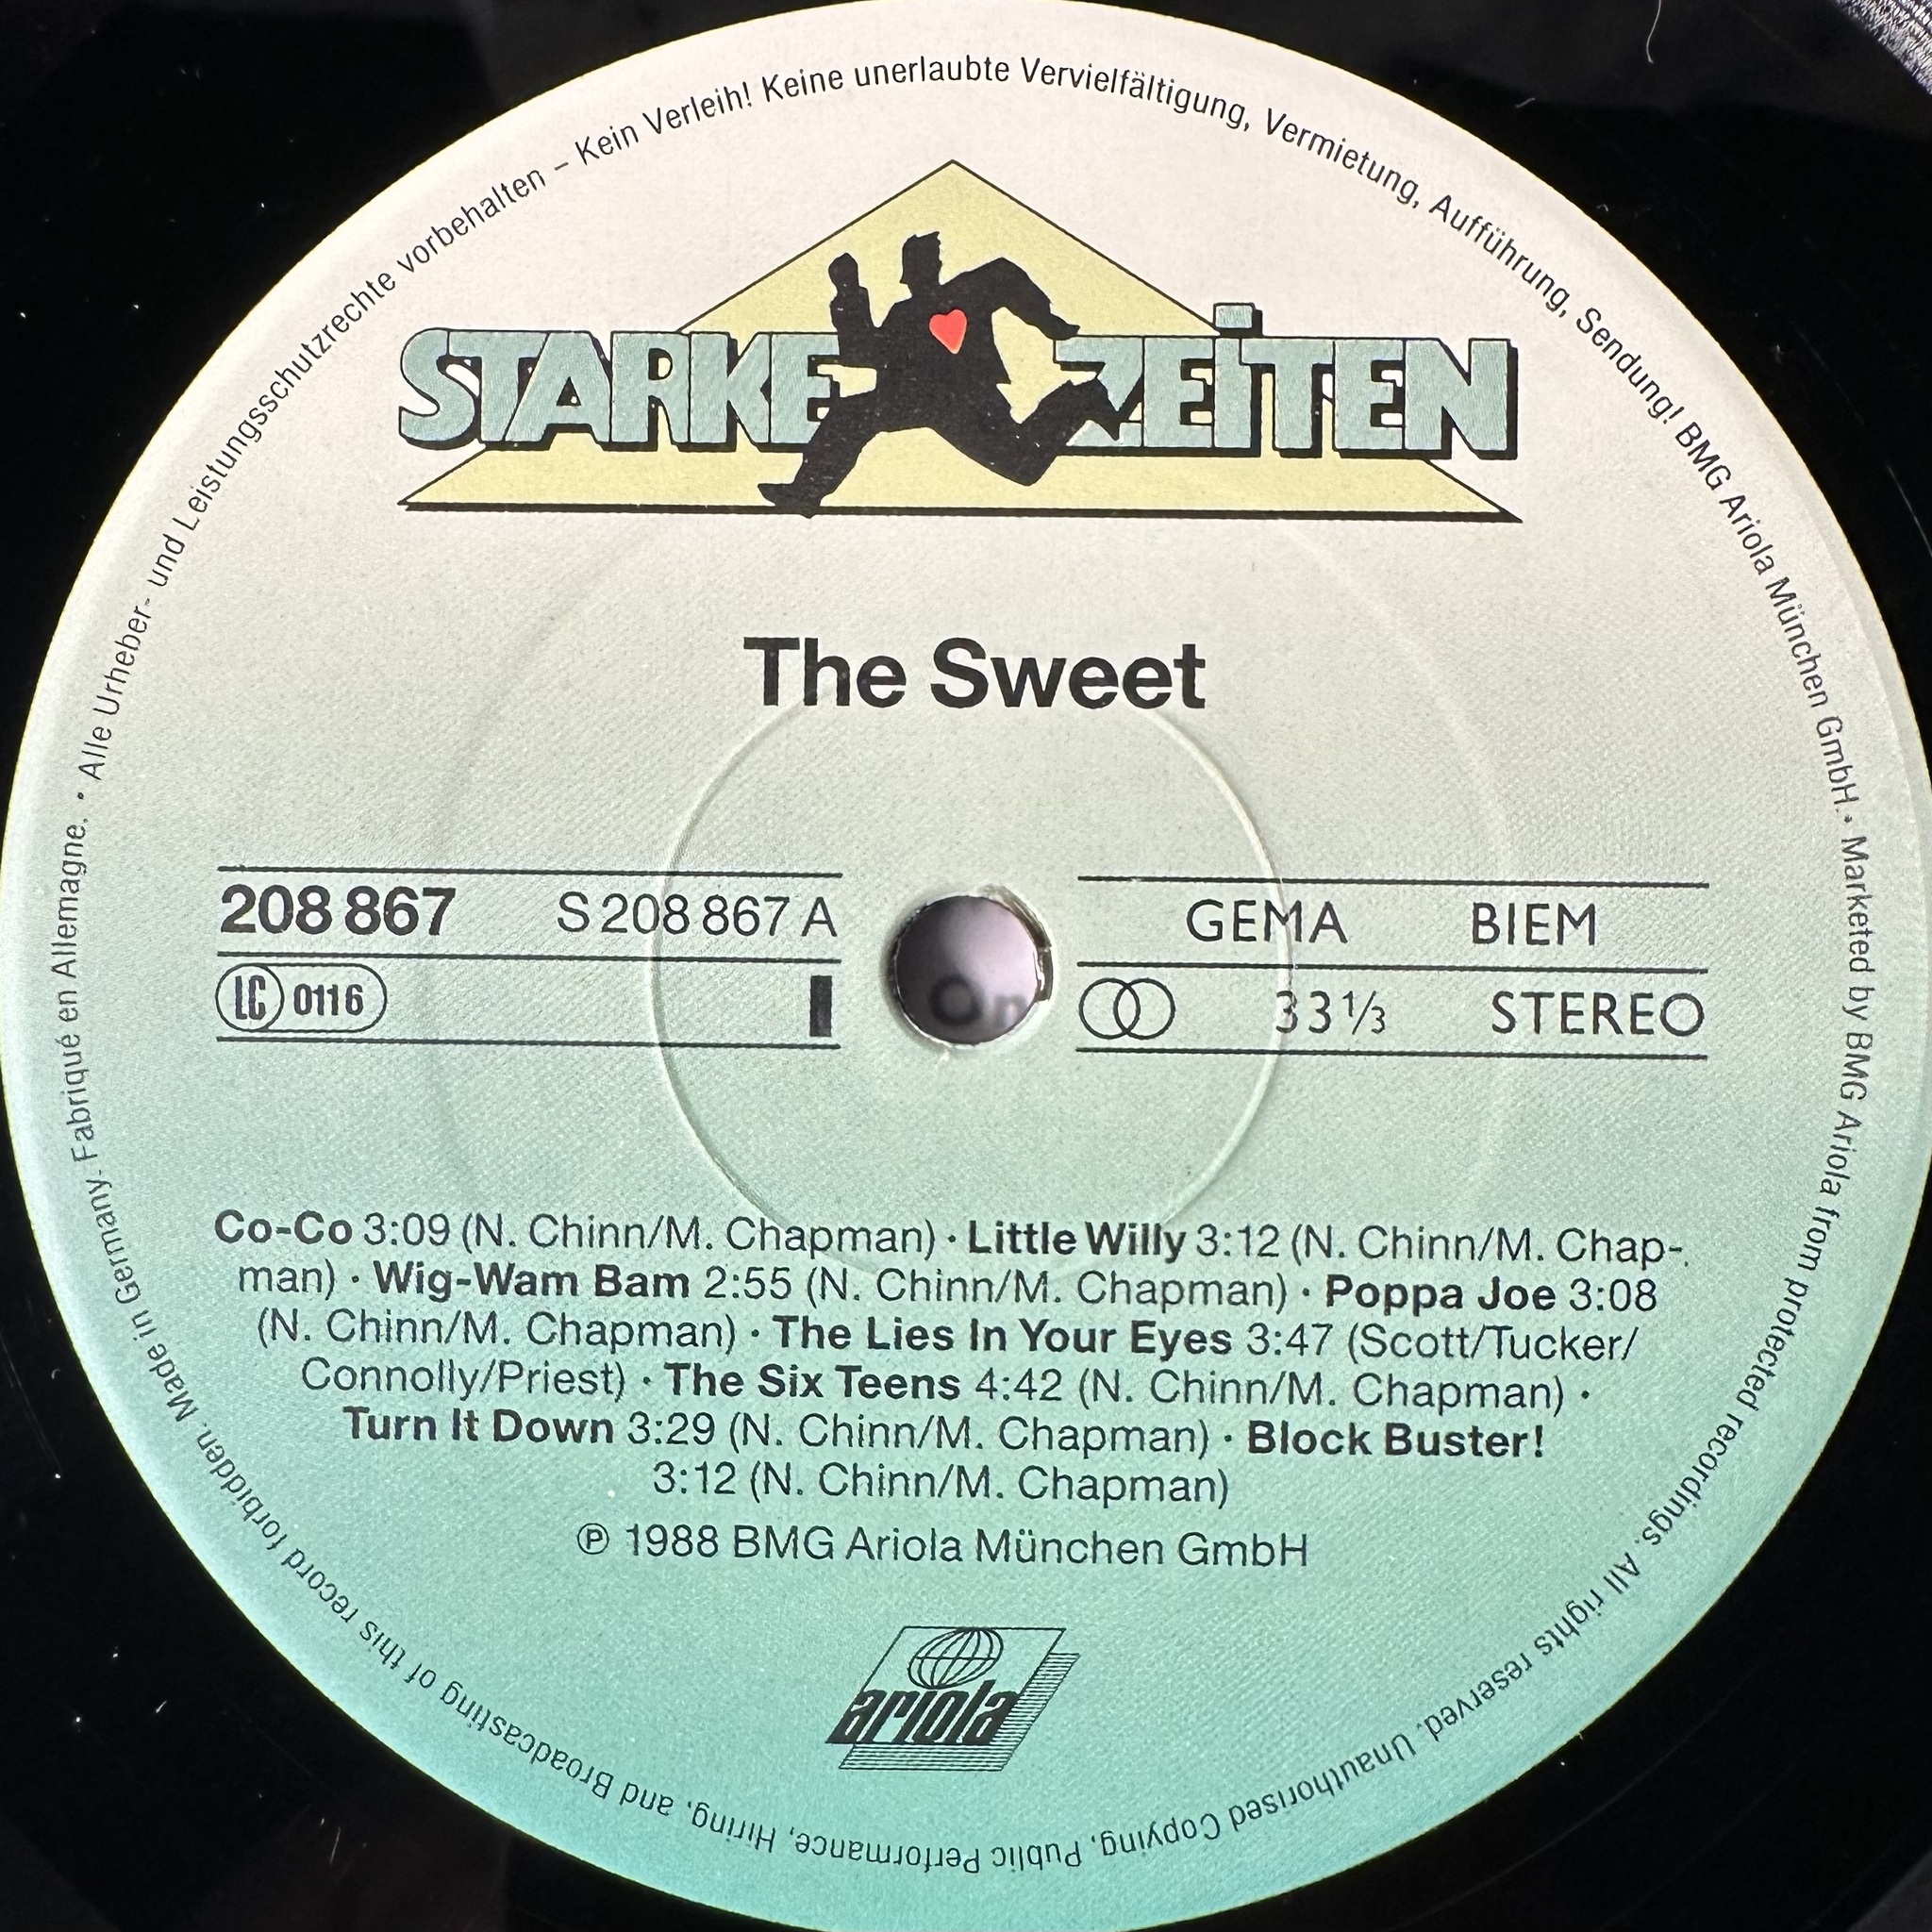 Alle Urheber- und Leistungsschutzrechte vorbehalten – Kein Verleih! Keine unerlaubte Vervielfältigung, Vermietung, Aufführung, Sendung! BMG Ariola München GmbH. • Marketed by BMG Ariola from protected recordings. All rights reserved. Unauthorised Copying, Public Performance, Hiring, and Broadcasting of this record forbidden. Made in Germany. Fabriqué en Allemagne. •
STARKE ZEITEN
The Sweet
208 867 S 208 867 A
GEMA BIEM
LC 0116 I
33⅓ STEREO
Co-Co 3:09 (N. Chinn/M. Chapman) · Little Willy 3:12 (N. Chinn/M. Chap-
man) · Wig-Wam Bam 2:55 (N. Chinn/M. Chapman) · Poppa Joe 3:08
(N. Chinn/M. Chapman) · The Lies In Your Eyes 3:47 (Scott/Tucker/
Connolly/Priest) · The Six Teens 4:42 (N. Chinn/M. Chapman) ·
Turn It Down 3:29 (N. Chinn/M. Chapman) · Block Buster!
3:12 (N. Chinn/M. Chapman)
℗ 1988 BMG Ariola München GmbH
ariola